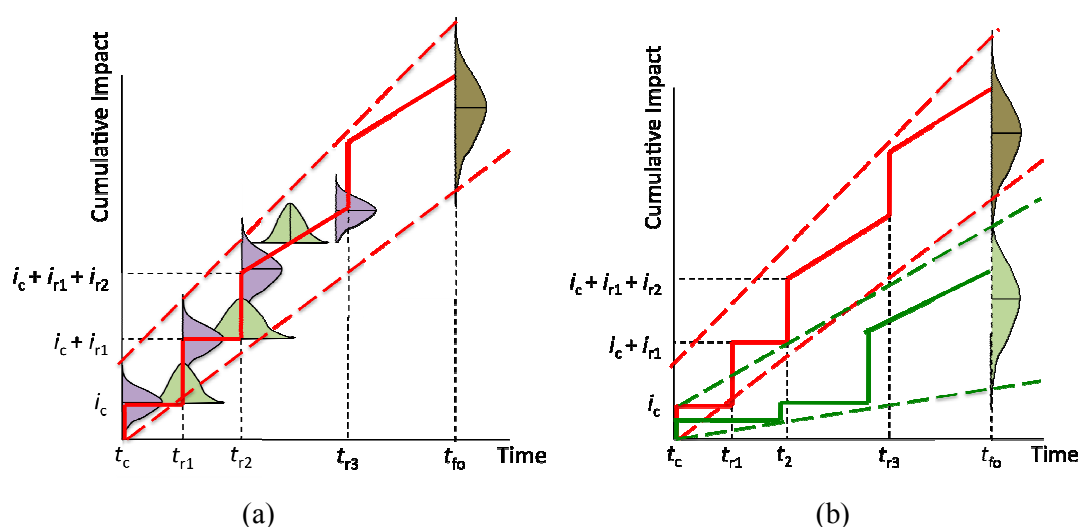 Cumulative Impact
i_c + i_r1 + i_r2
i_c + i_r1
i_c
t_c t_r1 t_r2 t_r3 t_fo Time
(a)
Cumulative Impact
i_c + i_r1 + i_r2
i_c + i_r1
i_c
t_c t_r1 t_2 t_r3 t_fo Time
(b)